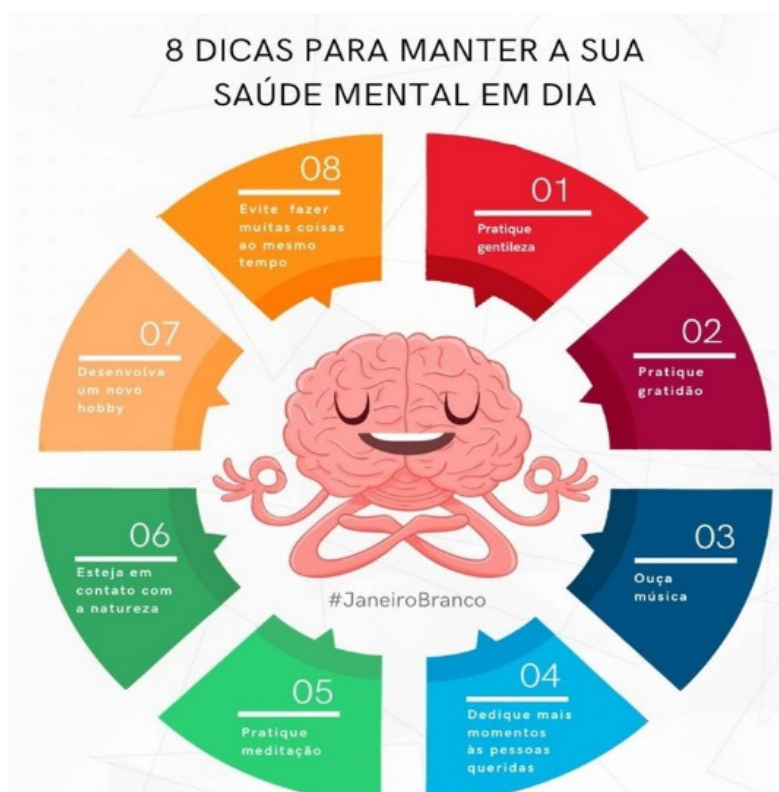 8 DICAS PARA MANTER A SUA
SAÚDE MENTAL EM DIA
01
Pratique
gentileza
02
Pratique
gratidão
03
Ouça
música
04
Dedique mais
momentos
às pessoas
queridas
05
Pratique
meditação
06
Esteja em
contato com
a natureza
07
Desenvolva
um novo
hobby
08
Evite fazer
muitas coisas
ao mesmo
tempo
#JaneiroBranco